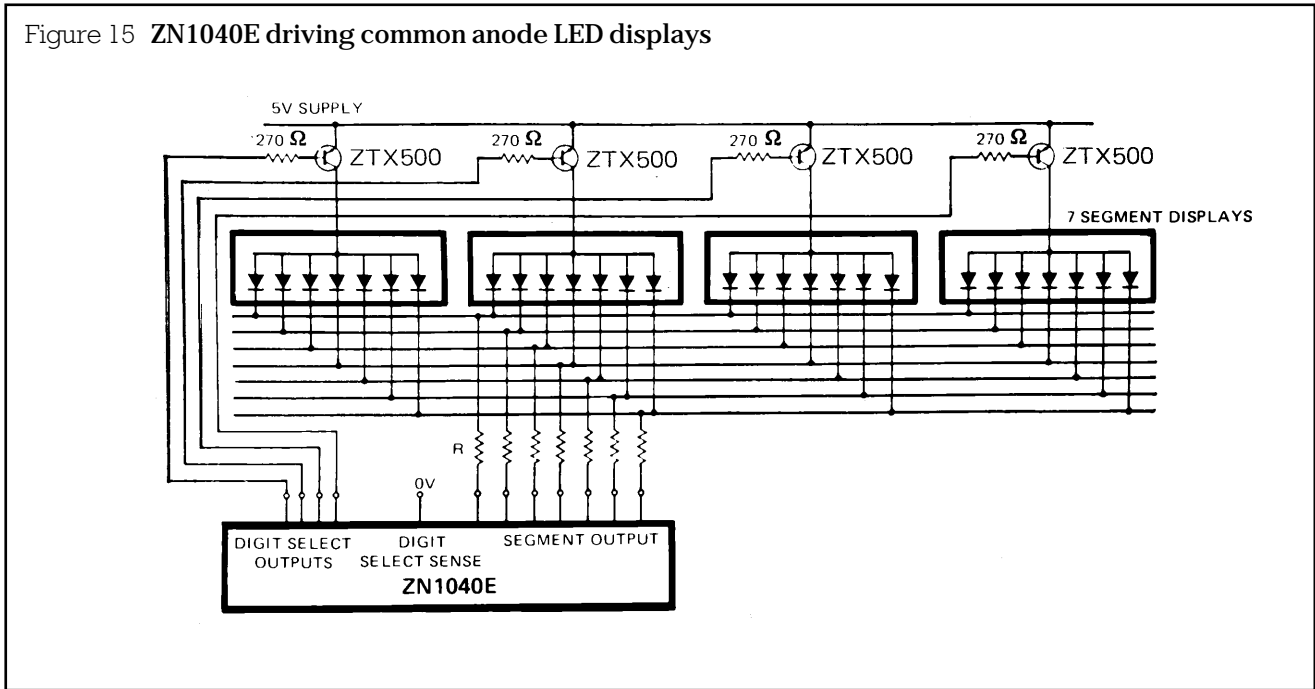 Figure 15 ZN1040E driving common anode LED displays
5V SUPPLY
270 Ω
ZTX500
270 Ω
ZTX500
270 Ω
ZTX500
270 Ω
ZTX500
7 SEGMENT DISPLAYS
R
0V
DIGIT SELECT
OUTPUTS
DIGIT
SELECT SENSE
SEGMENT OUTPUT
ZN1040E